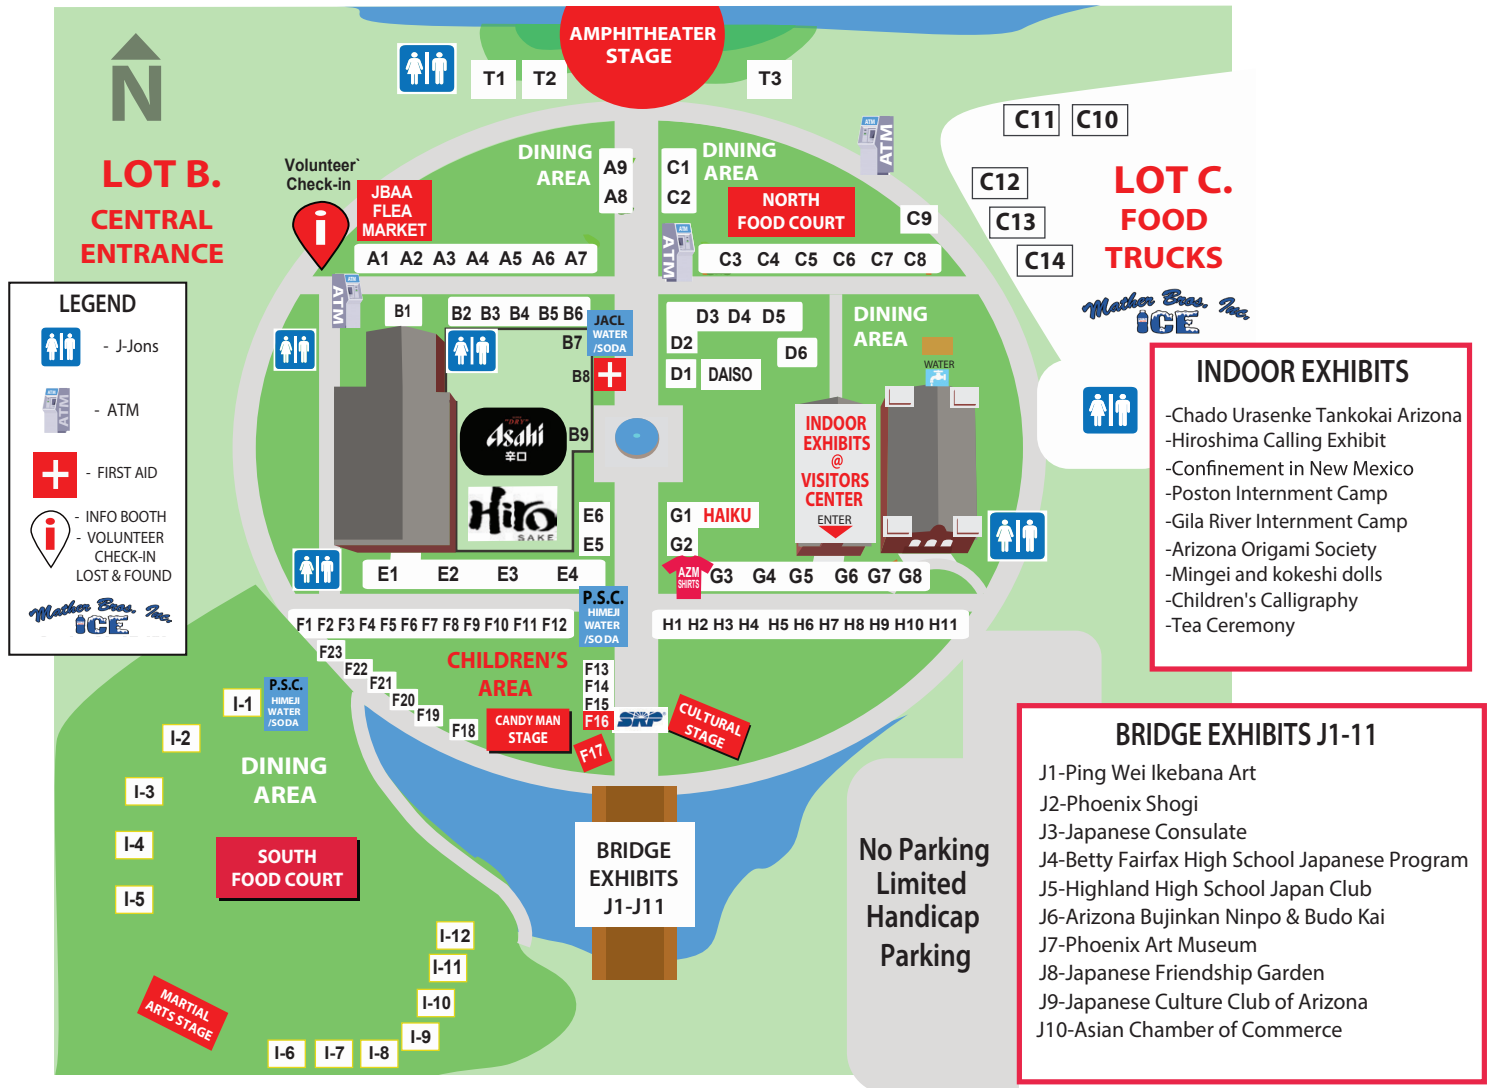 AMPHITHEATER
STAGE
N
T1
T2
T3
LOT B.
CENTRAL
ENTRANCE
Volunteer`
Check-in
i
JBAA
FLEA
MARKET
DINING
AREA
A9
A8
C1
C2
DINING
AREA
NORTH
FOOD COURT
ATM
ATM
C9
C11
C10
C12
C13
C14
LOT C.
FOOD
TRUCKS
Mather Bros. Inc.
ICE
A1 A2 A3 A4 A5 A6 A7
ATM
ATM
C3 C4 C5 C6 C7 C8
ATM
ATM
B1
B2 B3 B4 B5 B6
B7
B8
B9
JACL
WATER
/SODA
D3 D4 D5
D2
D1
DAISO
D6
DINING
AREA
WATER
LEGEND
- J-Jons
ATM
- ATM
- FIRST AID
i
- INFO BOOTH
- VOLUNTEER
CHECK-IN
LOST & FOUND
Mather Bros. Inc.
ICE
"DRY"
Asahi
辛口
Hiro
SAKE
INDOOR
EXHIBITS
@
VISITORS
CENTER
ENTER
E6
E5
G1 HAIKU
G2
AZM
SHIRTS
E1 E2 E3 E4
G3 G4 G5 G6 G7 G8
P.S.C.
HIMEJI
WATER
/SODA
F1 F2 F3 F4 F5 F6 F7 F8 F9 F10 F11 F12
H1 H2 H3 H4 H5 H6 H7 H8 H9 H10 H11
F23
F22
F21
F20
F19
F18
CHILDREN'S
AREA
CANDY MAN
STAGE
F13
F14
F15
F16
F17
SRP
CULTURAL
STAGE
P.S.C.
HIMEJI
WATER
/SODA
I-1
I-2
I-3
I-4
I-5
DINING
AREA
SOUTH
FOOD COURT
MARTIAL
ARTS STAGE
I-6
I-7
I-8
I-9
I-10
I-11
I-12
BRIDGE
EXHIBITS
J1-J11
No Parking
Limited
Handicap
Parking
INDOOR EXHIBITS
-Chado Urasenke Tankokai Arizona
-Hiroshima Calling Exhibit
-Confinement in New Mexico
-Poston Internment Camp
-Gila River Internment Camp
-Arizona Origami Society
-Mingei and kokeshi dolls
-Children's Calligraphy
-Tea Ceremony
BRIDGE EXHIBITS J1-11
J1-Ping Wei Ikebana Art
J2-Phoenix Shogi
J3-Japanese Consulate
J4-Betty Fairfax High School Japanese Program
J5-Highland High School Japan Club
J6-Arizona Bujinkan Ninpo & Budo Kai
J7-Phoenix Art Museum
J8-Japanese Friendship Garden
J9-Japanese Culture Club of Arizona
J10-Asian Chamber of Commerce